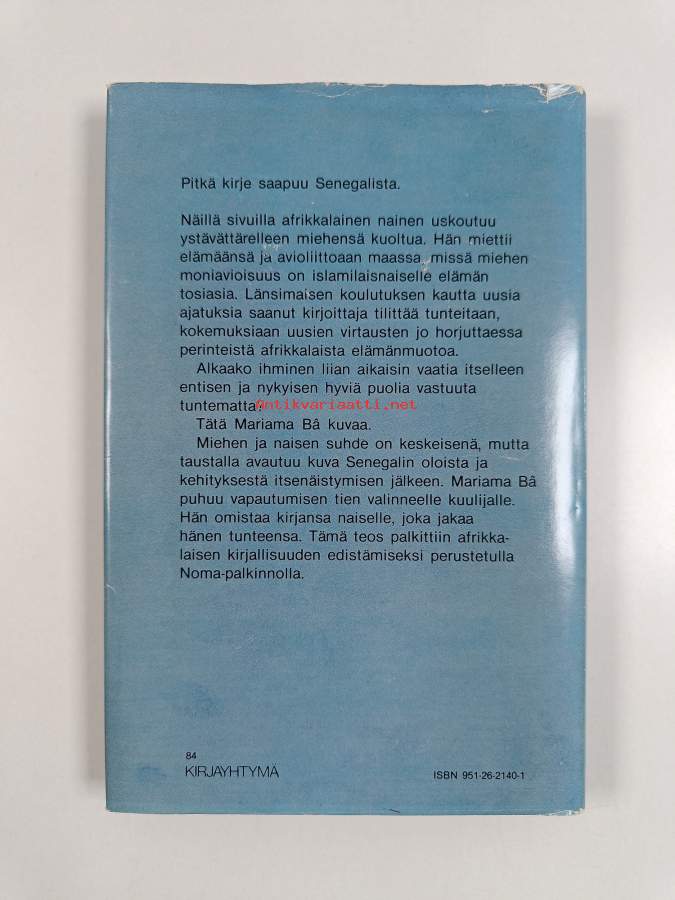 Pitkä kirje saapuu Senegalista.
Näillä sivuilla afrikkalainen nainen uskoutuu
ystävättärelleen miehensä kuoltua. Hän miettii
elämäänsä ja avioliittoaan maassa, missä miehen
moniavioisuus on islamilaisnaiselle elämän
tosiasia. Länsimaisen koulutuksen kautta uusia
ajatuksia saanut kirjoittaja tilittää tunteitaan,
kokemuksiaan uusien virtausten jo horjuttaessa
perinteistä afrikkalaista elämänmuotoa.
Alkaako ihminen liian aikaisin vaatia itselleen
entisen ja nykyisen hyviä puolia vastuuta
tuntematta?
Antikvariaatti.net
Tätä Mariama Bâ kuvaa.
Miehen ja naisen suhde on keskeisenä, mutta
taustalla avautuu kuva Senegalin oloista ja
kehityksestä itsenäistymisen jälkeen. Mariama Bâ
puhuu vapautumisen tien valinneelle kuulijalle.
Hän omistaa kirjansa naiselle, joka jakaa
hänen tunteensa. Tämä teos palkittiin afrikka-
laisen kirjallisuuden edistämiseksi perustetulla
Noma-palkinnolla.
84
KIRJAYHTYMÄ
ISBN 951-26-2140-1